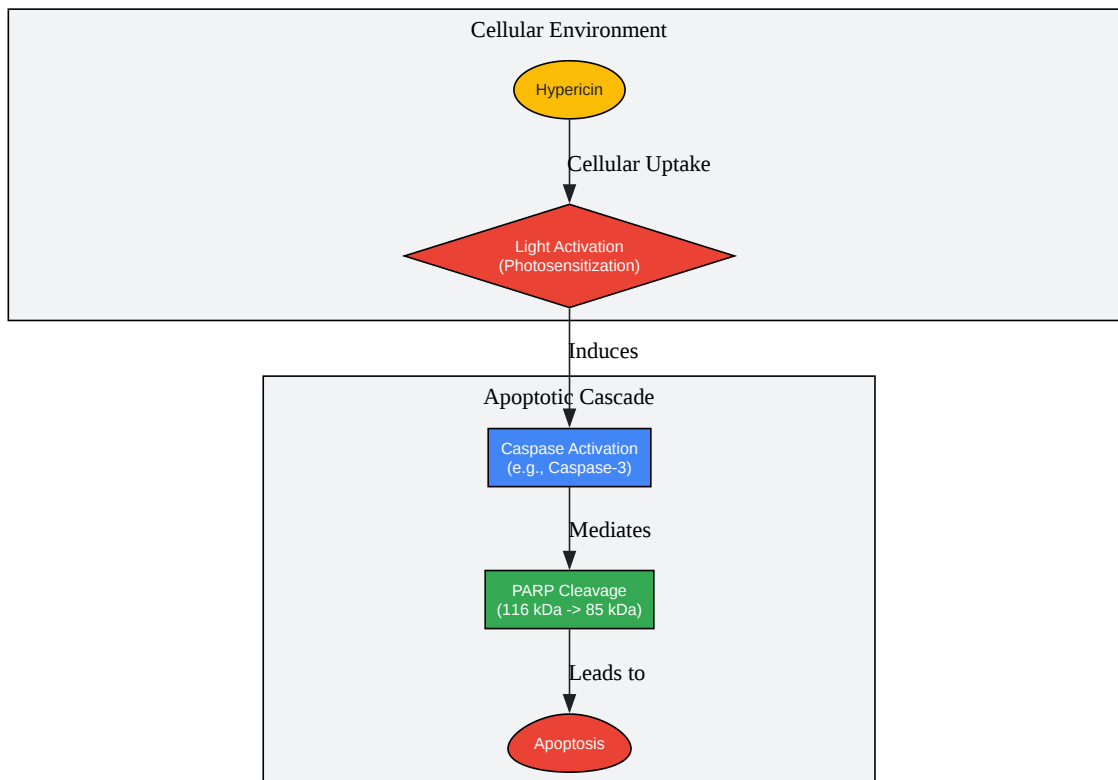 Cellular Environment
Hypericin
Cellular Uptake
Light Activation
(Photosensitization)
Induces
Apoptotic Cascade
Caspase Activation
(e.g., Caspase-3)
Mediates
PARP Cleavage
(116 kDa -> 85 kDa)
Leads to
Apoptosis